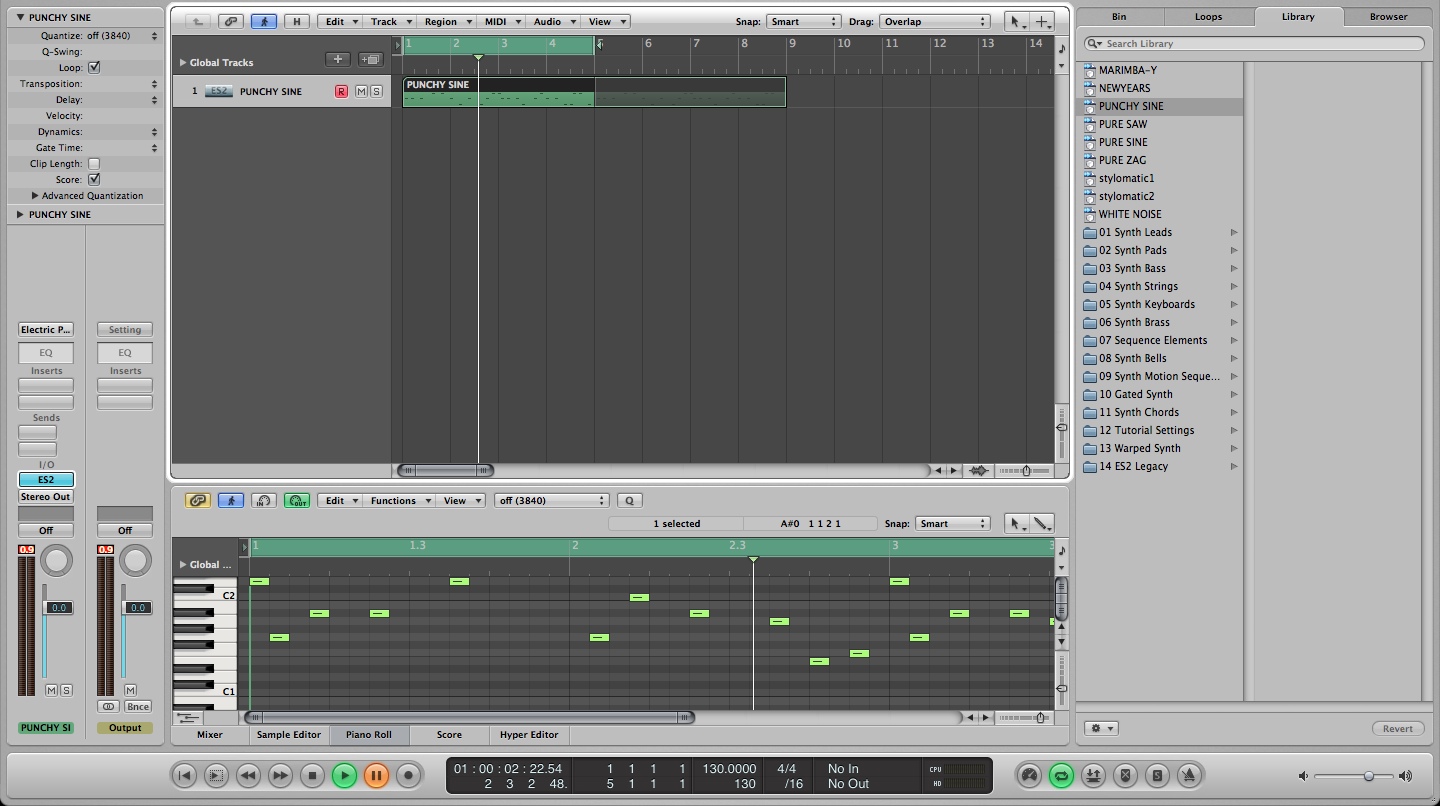 PUNCHY SINE
Quantize: off (3840)
Q-Swing:
Loop:
Transposition:
Delay:
Velocity:
Dynamics:
Gate Time:
Clip Length:
Score:
Advanced Quantization
PUNCHY SINE
Electric P... Setting
EQ EQ
Inserts Inserts
Sends
I/O
ES2
Stereo Out
Off Off
0.9 0.9
0.0 0.0
M S M
Bnce
PUNCHY SI Output
H Edit Track Region MIDI Audio View Snap: Smart Drag: Overlap
1 2 3 4 5 6 7 8 9 10 11 12 13 14
Global Tracks
1 ES2 PUNCHY SINE R M S
PUNCHY SINE
IN OUT Edit Functions View off (3840) Q
1 selected A#0 1 1 2 1 Snap: Smart
1 1.3 2 2.3 3
Global ...
C2
C1
Mixer Sample Editor Piano Roll Score Hyper Editor
Bin Loops Library Browser
Search Library
MARIMBA-Y
NEWYEARS
PUNCHY SINE
PURE SAW
PURE SINE
PURE ZAG
stylomatic1
stylomatic2
WHITE NOISE
01 Synth Leads
02 Synth Pads
03 Synth Bass
04 Synth Strings
05 Synth Keyboards
06 Synth Brass
07 Sequence Elements
08 Synth Bells
09 Synth Motion Seque...
10 Gated Synth
11 Synth Chords
12 Tutorial Settings
13 Warped Synth
14 ES2 Legacy
Revert
01 : 00 : 02 : 22.54 1 1 1 1 130.0000 4/4 No In CPU
2 3 2 48. 5 1 1 1 130 /16 No Out HD
S